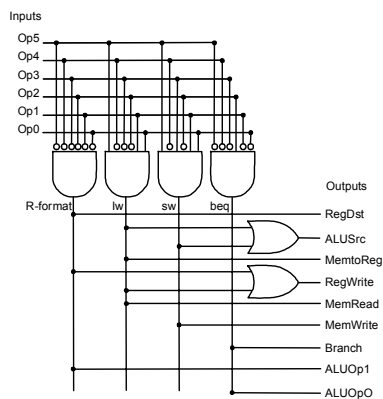 Inputs
Op5
Op4
Op3
Op2
Op1
Op0
R-format lw sw beq
Outputs
RegDst
ALUSrc
MemtoReg
RegWrite
MemRead
MemWrite
Branch
ALUOp1
ALUOpO